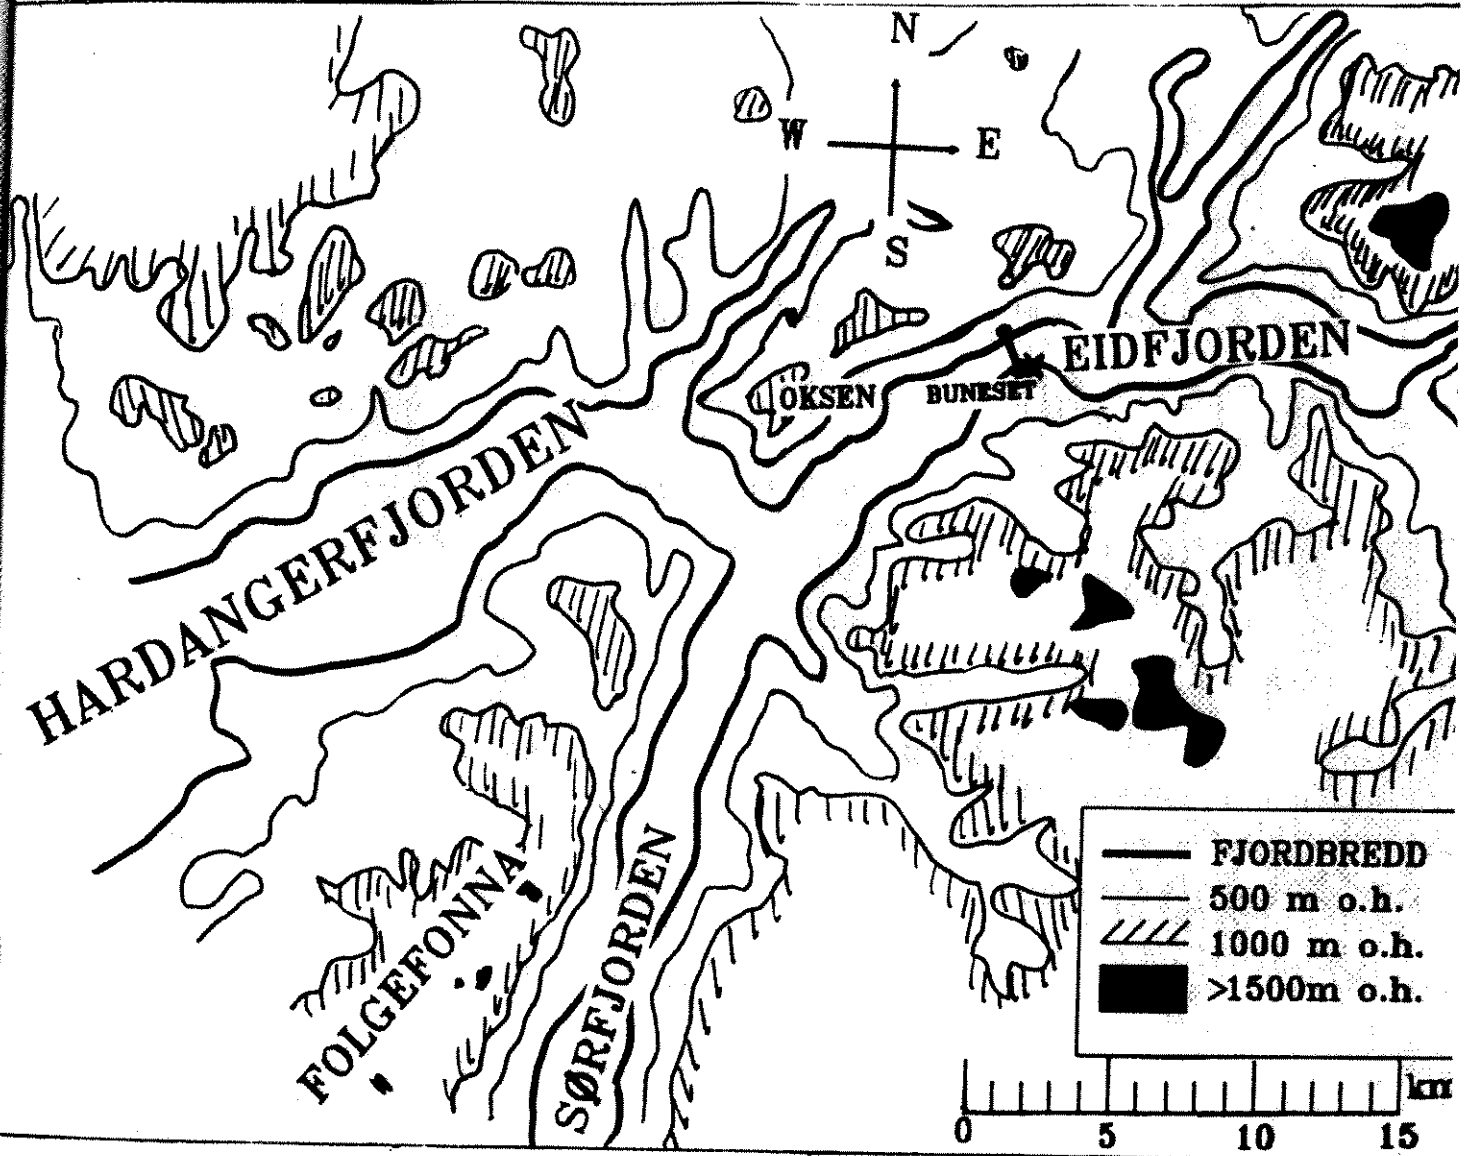 N
W E
S
EIDFJORDEN
OKSEN
BUNESET
HARDANGERFJORDEN
FOLGEFONNA
SØRFJORDEN
FJORDBREDD
500 m o.h.
1000 m o.h.
>1500m o.h.
km
0 5 10 15